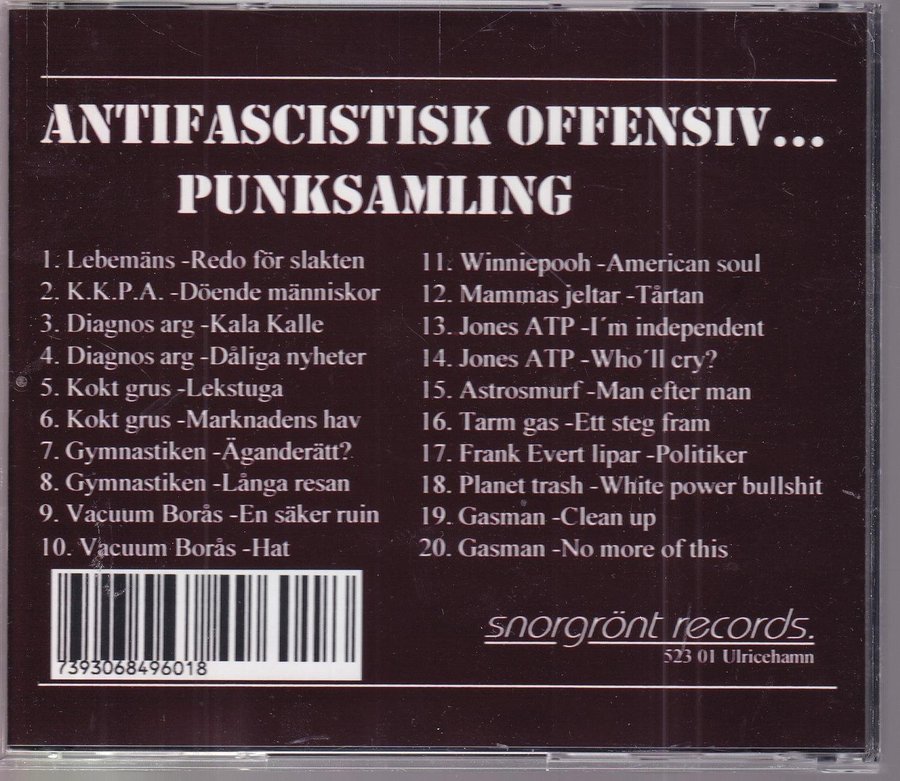 ANTIFASCISTISK OFFENSIV...
PUNKSAMLING
1. Lebemäns -Redo för slakten
2. K.K.P.A. -Döende människor
3. Diagnos arg -Kala Kalle
4. Diagnos arg -Dåliga nyheter
5. Kokt grus -Lekstuga
6. Kokt grus -Marknadens hav
7. Gymnastiken -Äganderätt?
8. Gymnastiken -Långa resan
9. Vacuum Borås -En säker ruin
10. Vacuum Borås -Hat
11. Winniepooh -American soul
12. Mammas jeltar -Tårtan
13. Jones ATP -I´m independent
14. Jones ATP -Who´ll cry?
15. Astrosmurf -Man efter man
16. Tarm gas -Ett steg fram
17. Frank Evert lipar -Politiker
18. Planet trash -White power bullshit
19. Gasman -Clean up
20. Gasman -No more of this
7393068496018
snorgrönt records.
523 01 Ulricehamn